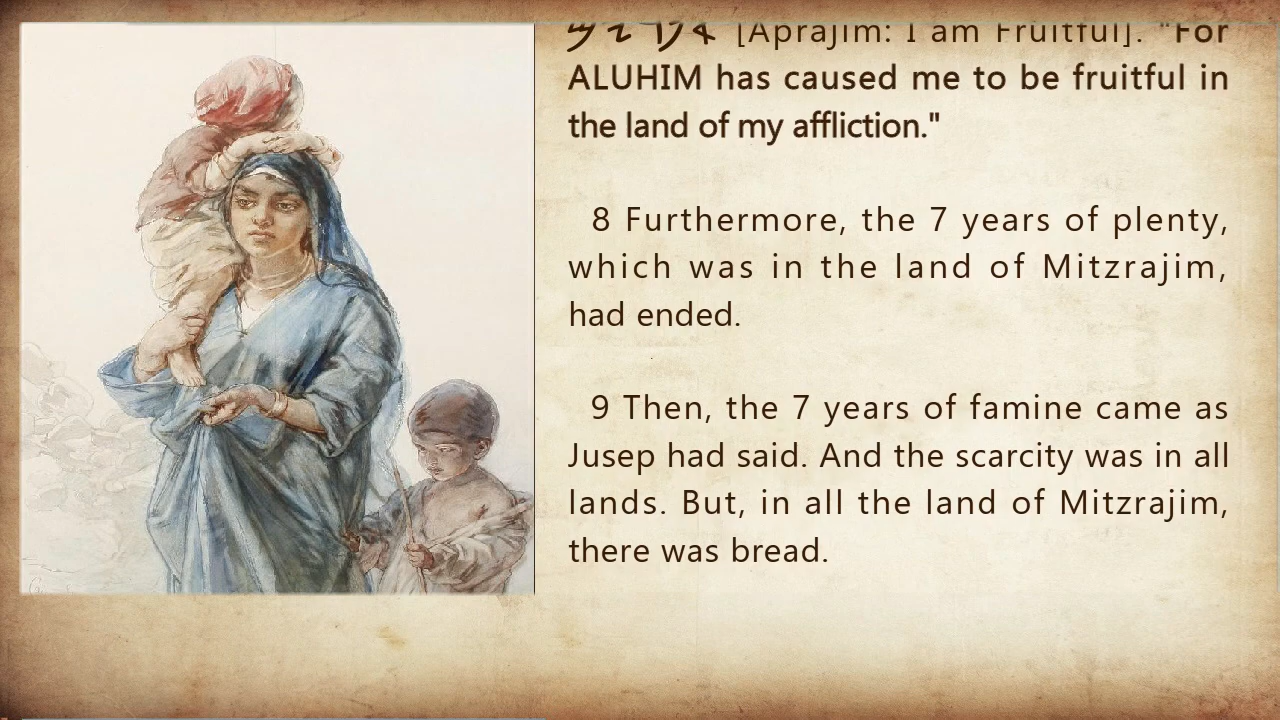 [Aprajim: I am Fruitful]. "For
ALUHIM has caused me to be fruitful in
the land of my affliction."
8 Furthermore, the 7 years of plenty,
which was in the land of Mitzrajim,
had ended.
9 Then, the 7 years of famine came as
Jusep had said. And the scarcity was in all
lands. But, in all the land of Mitzrajim,
there was bread.